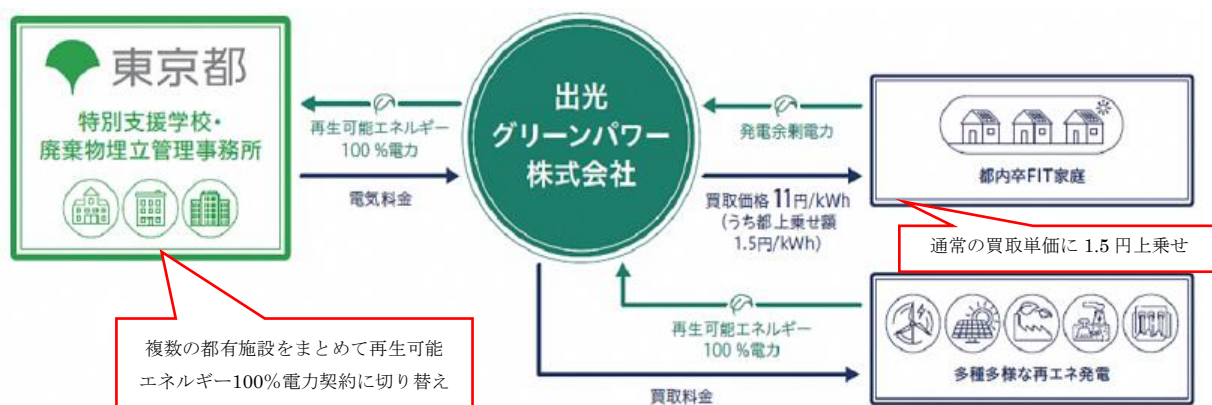 東京都
特別支援学校・
廃棄物埋立管理事務所
再生可能エネルギー
100 %電力
電気料金
出光
グリーンパワー
株式会社
発電余剰電力
買取価格 11円/kWh
(うち都上乗せ額
1.5円/kWh)
都内卒FIT家庭
通常の買取単価に 1.5 円上乗せ
再生可能エネルギー
100 %電力
買取料金
多種多様な再エネ発電
複数の都有施設をまとめて再生可能
エネルギー100%電力契約に切り替え